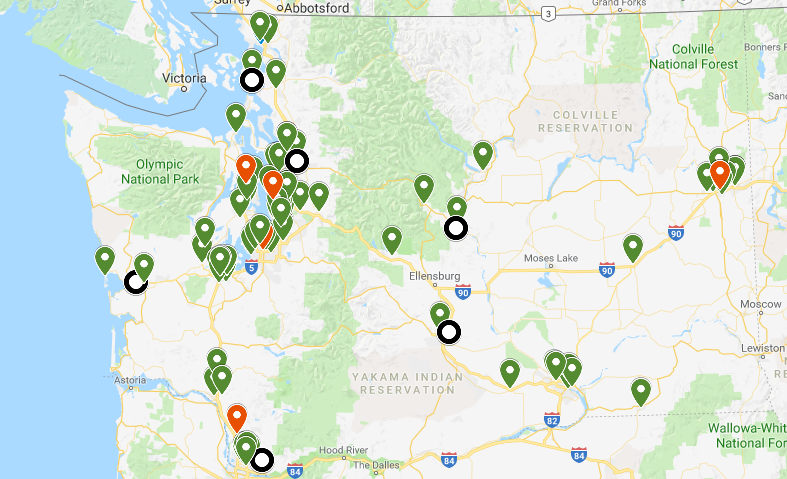 Surrey
Abbotsford
Grand Forks
3
Victoria
Colville
National Forest
Bonners F
COLVILLE
RESERVATION
Sand
Olympic
National Park
90
5
Moses Lake
90
Ellensburg
90
Moscow
Lewiston
Astoria
YAKAMA INDIAN
RESERVATION
82
Wallowa-Whit
National For
Hood River
The Dalles
84
84
84